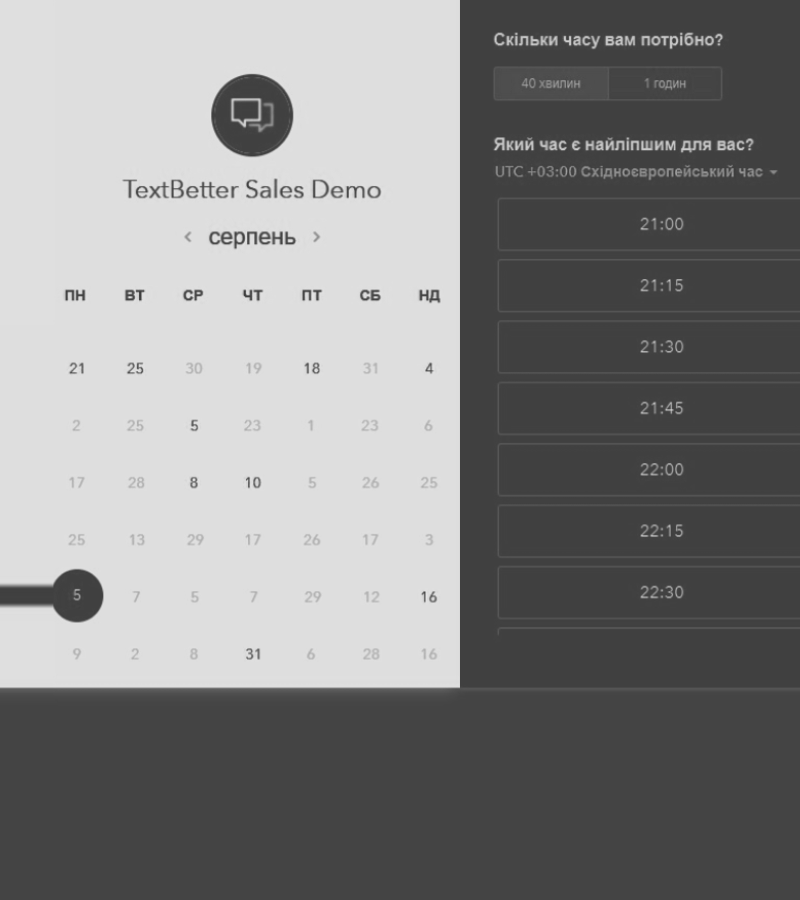 TextBetter Sales Demo
серпень
ПН ВТ СР ЧТ ПТ СБ НД
21 25 30 19 18 31 4
2 25 5 23 1 23 6
17 28 8 10 5 26 25
25 13 29 17 26 17 3
5 7 5 7 29 12 16
9 2 8 31 6 28 16
Скільки часу вам потрібно?
40 хвилин 1 годин
Який час є найліпшим для вас?
UTC +03:00 Східноєвропейський час
21:00
21:15
21:30
21:45
22:00
22:15
22:30